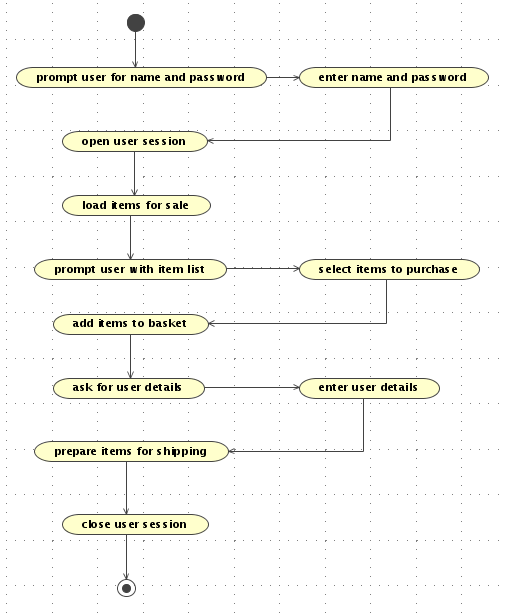 prompt user for name and password
enter name and password
open user session
load items for sale
prompt user with item list
select items to purchase
add items to basket
ask for user details
enter user details
prepare items for shipping
close user session